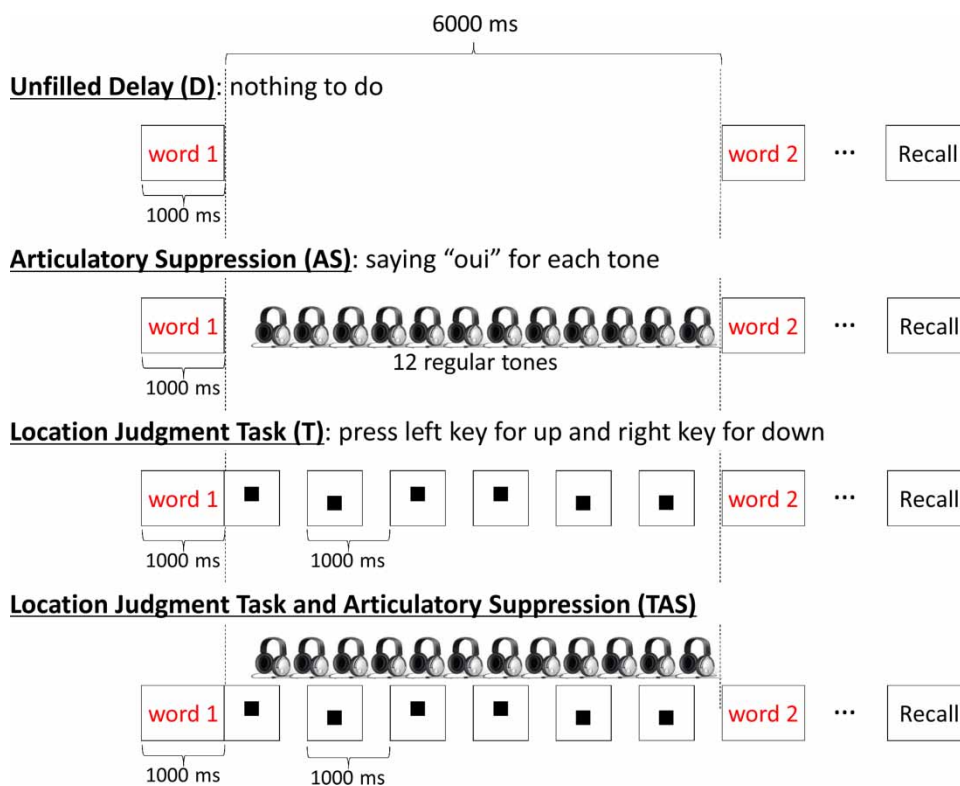 6000 ms
Unfilled Delay (D): nothing to do
word 1 word 2 ... Recall
1000 ms
Articulatory Suppression (AS): saying “oui” for each tone
word 1 word 2 ... Recall
12 regular tones
1000 ms
Location Judgment Task (T): press left key for up and right key for down
word 1 word 2 ... Recall
1000 ms 1000 ms
Location Judgment Task and Articulatory Suppression (TAS)
word 1 word 2 ... Recall
1000 ms 1000 ms